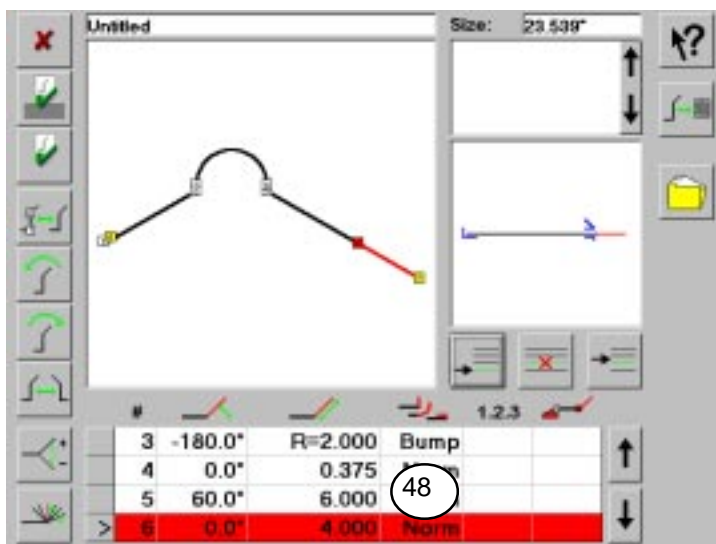 Untitled
Size: 23.539"
?
# 1.2.3
3 -180.0° R=2.000 Bump
4 0.0° 0.375
5 60.0° 6.000
48
> 6 0.0° 4.000 Norm